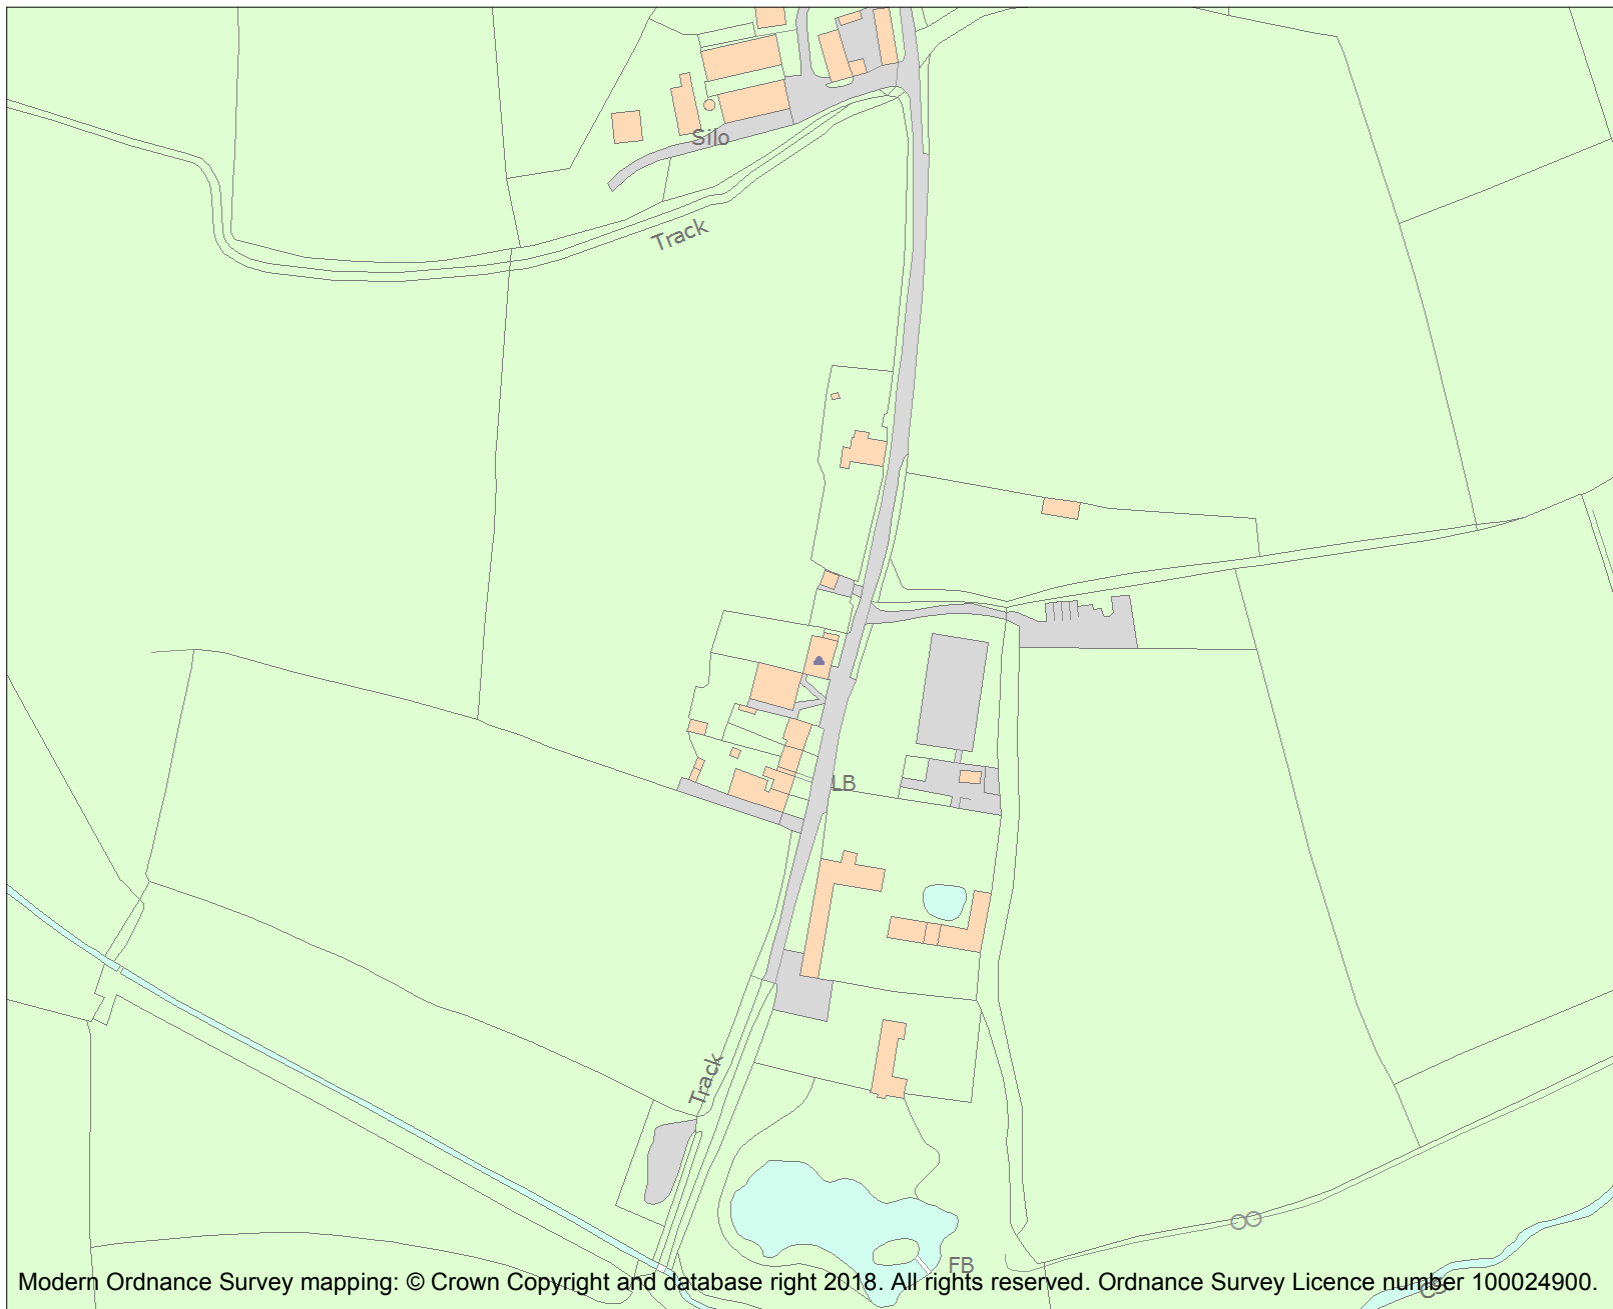 Silo
Track
LB
Track
FB
CS
Modern Ordnance Survey mapping: © Crown Copyright and database right 2018. All rights reserved. Ordnance Survey Licence number 100024900.